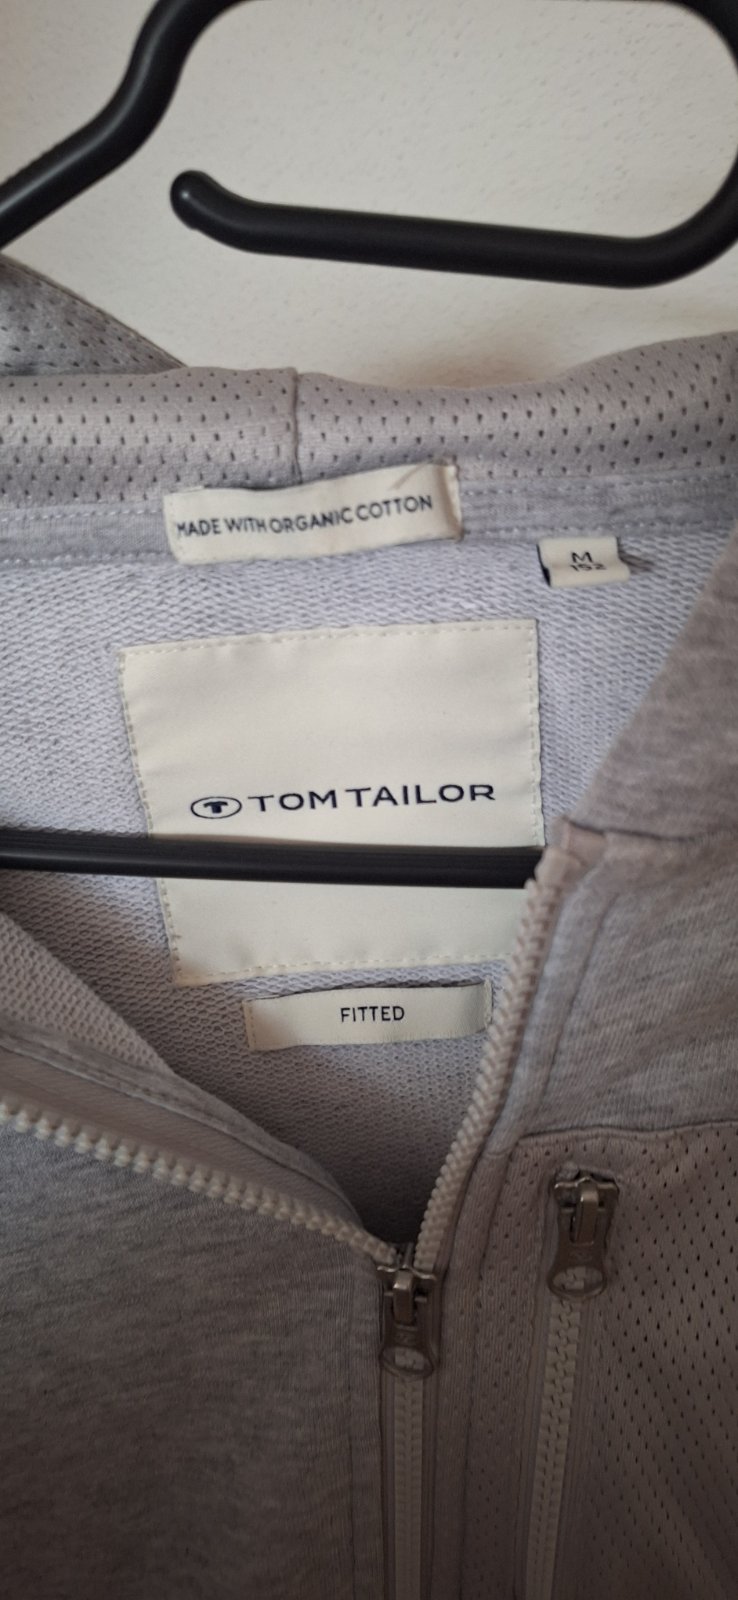 MADE WITH ORGANIC COTTON
M
152
TOM TAILOR
FITTED